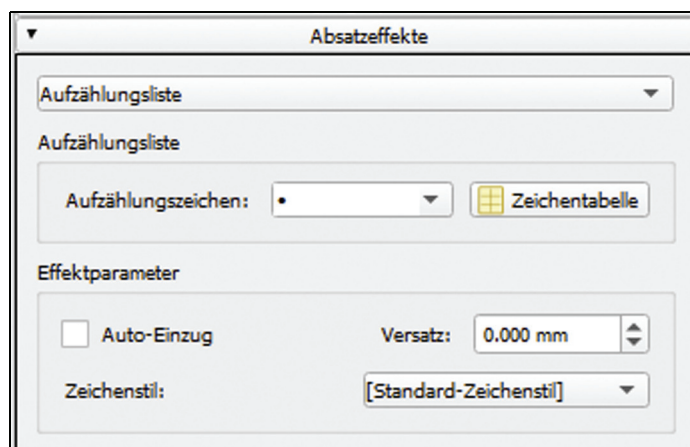 Absatzeffekte
Aufzählungsliste
Aufzählungsliste
Aufzählungszeichen: • Zeichentabelle
Effektparameter
Auto-Einzug Versatz: 0.000 mm
Zeichenstil: [Standard-Zeichenstil]